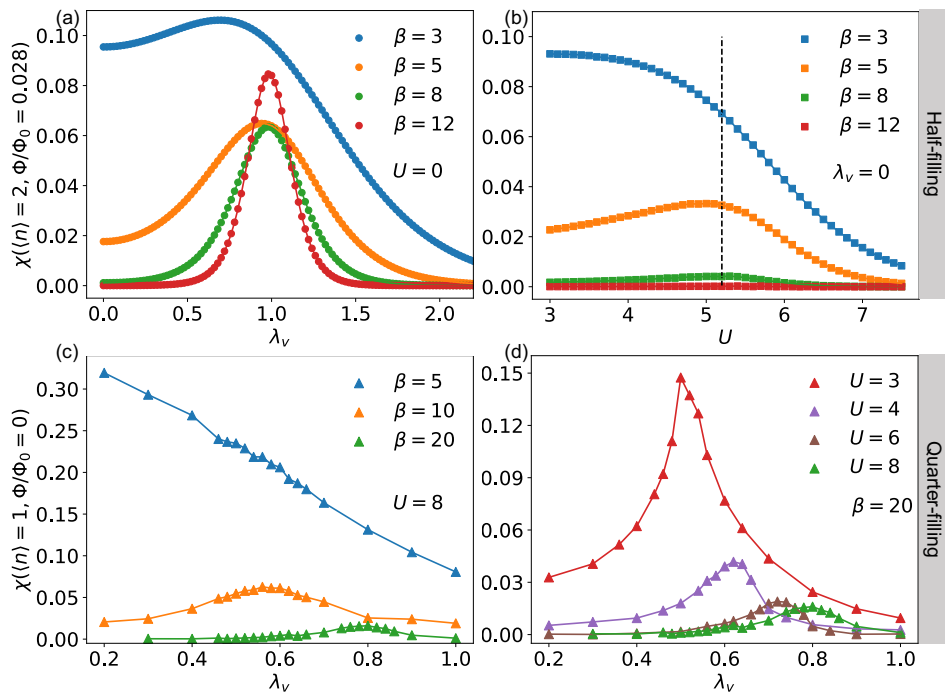 (a)
χ(⟨n⟩ = 2, Φ/Φ₀ = 0.028)
0.10
0.08
0.06
0.04
0.02
0.00
β = 3
β = 5
β = 8
β = 12
U = 0
0.0 0.5 1.0 1.5 2.0
λᵥ
(b)
0.10
0.08
0.06
0.04
0.02
0.00
β = 3
β = 5
β = 8
β = 12
λᵥ = 0
3 4 5 6 7
U
Half-filling
(c)
χ(⟨n⟩ = 1, Φ/Φ₀ = 0)
0.30
0.25
0.20
0.15
0.10
0.05
0.00
β = 5
β = 10
β = 20
U = 8
0.2 0.4 0.6 0.8 1.0
λᵥ
(d)
0.15
0.12
0.09
0.06
0.03
0.00
U = 3
U = 4
U = 6
U = 8
β = 20
0.2 0.4 0.6 0.8 1.0
λᵥ
Quarter-filling